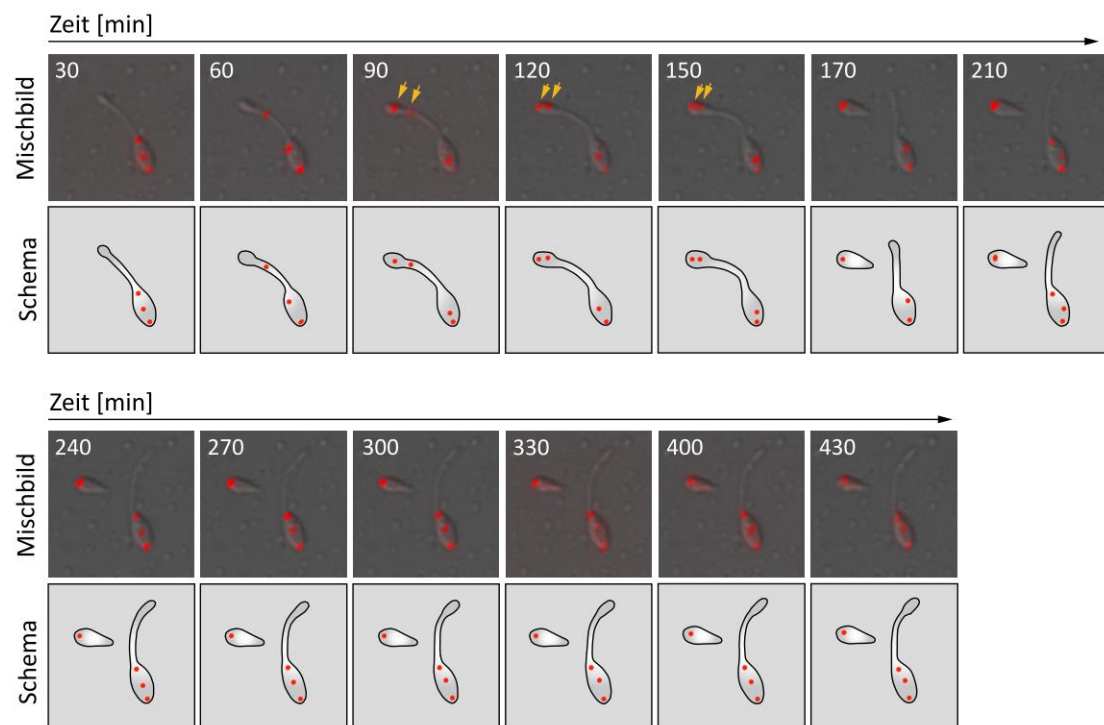 Zeit [min]
Mischbild
30 60 90 120 150 170 210
Schema
Zeit [min]
Mischbild
240 270 300 330 400 430
Schema